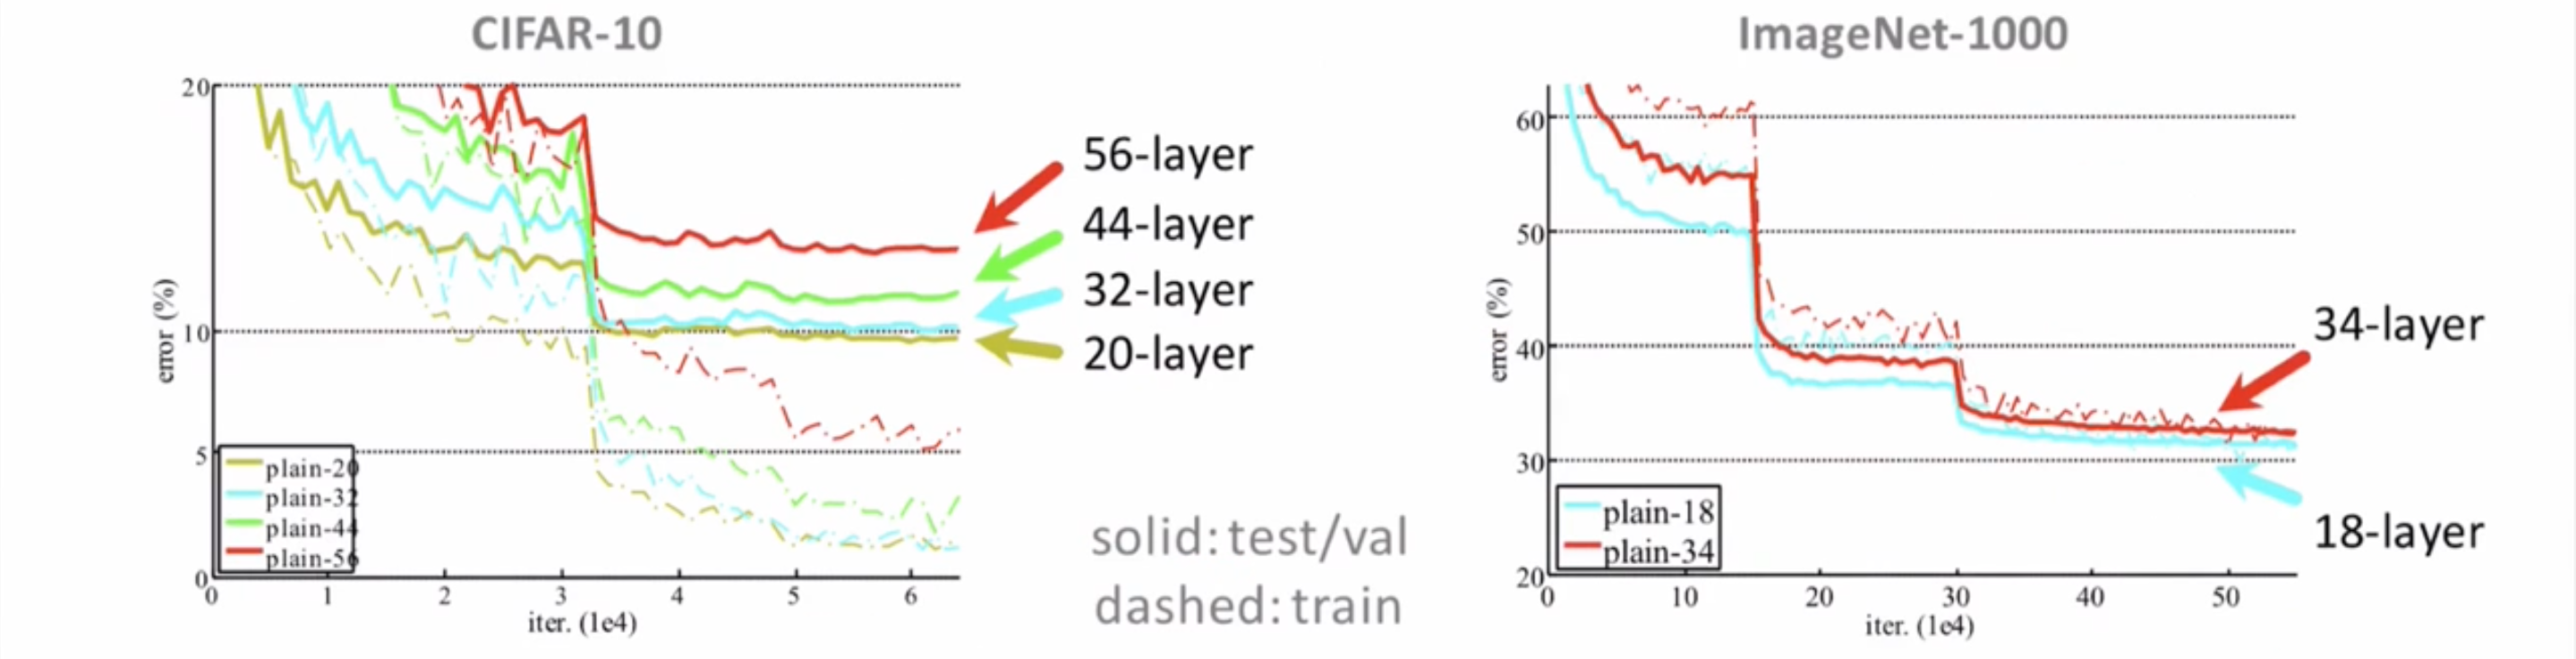 CIFAR-10
20
10
5
0
error (%)
0 1 2 3 4 5 6
iter. (1e4)
plain-20
plain-32
plain-44
plain-56
56-layer
44-layer
32-layer
20-layer
solid: test/val
dashed: train
ImageNet-1000
60
50
40
30
20
error (%)
0 10 20 30 40 50
iter. (1e4)
plain-18
plain-34
34-layer
18-layer